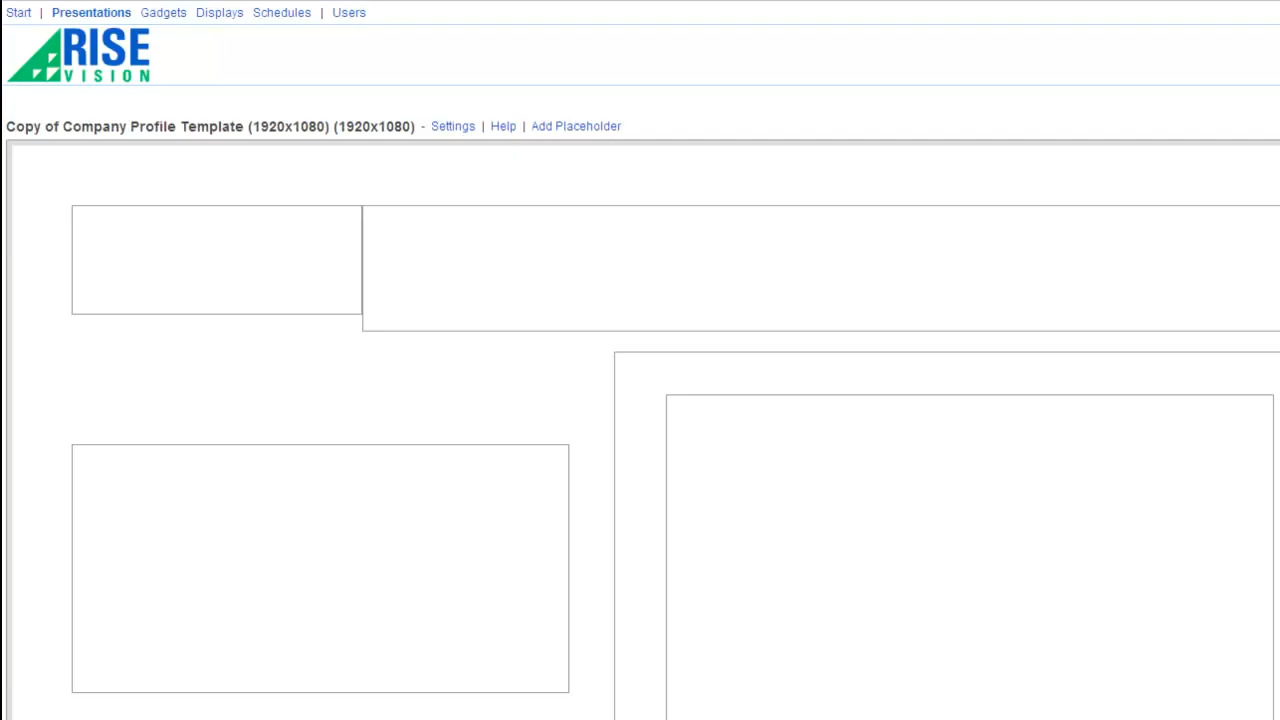 Start | Presentations Gadgets Displays Schedules | Users
RISE
VISION
Copy of Company Profile Template (1920x1080) (1920x1080) - Settings | Help | Add Placeholder